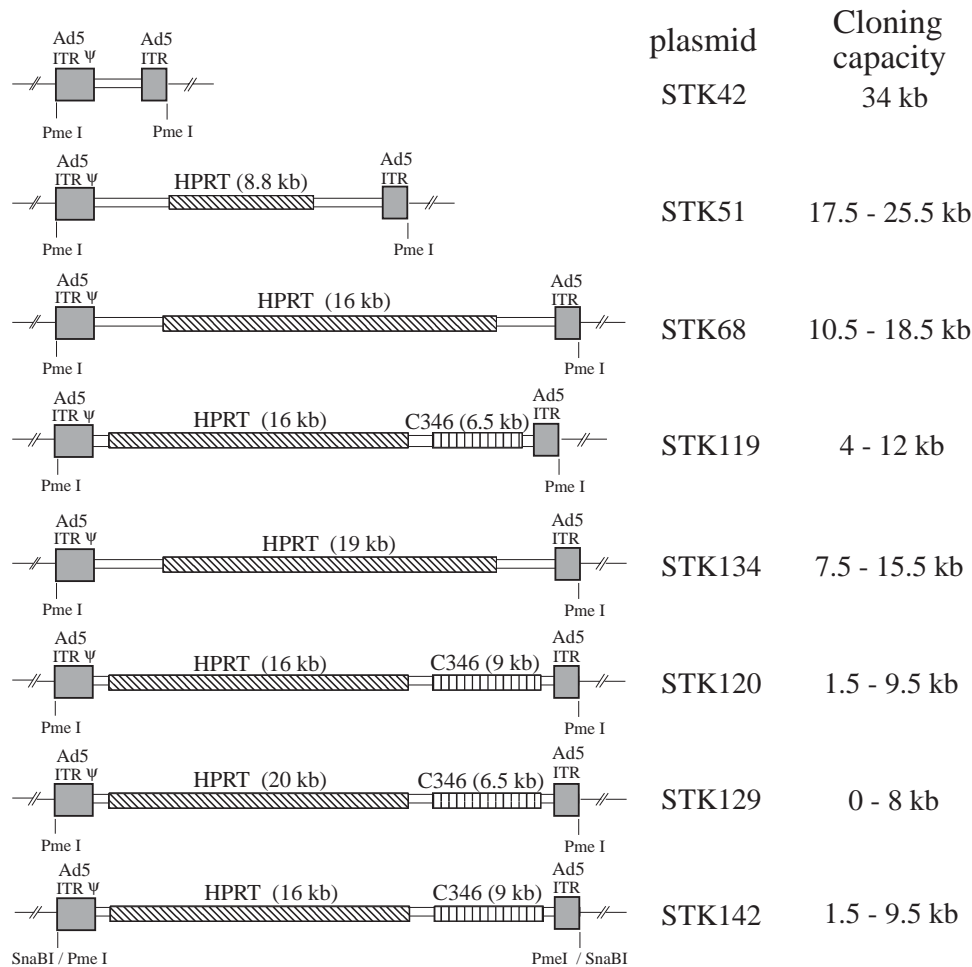 plasmid
Cloning
capacity
Ad5
ITR ψ
Ad5
ITR
Pme I
Pme I
STK42
34 kb
Ad5
ITR ψ
Ad5
ITR
HPRT (8.8 kb)
Pme I
Pme I
STK51
17.5 - 25.5 kb
Ad5
ITR ψ
Ad5
ITR
HPRT (16 kb)
Pme I
Pme I
STK68
10.5 - 18.5 kb
Ad5
ITR ψ
Ad5
ITR
HPRT (16 kb)
C346 (6.5 kb)
Pme I
Pme I
STK119
4 - 12 kb
Ad5
ITR ψ
Ad5
ITR
HPRT (19 kb)
Pme I
Pme I
STK134
7.5 - 15.5 kb
Ad5
ITR ψ
Ad5
ITR
HPRT (16 kb)
C346 (9 kb)
Pme I
Pme I
STK120
1.5 - 9.5 kb
Ad5
ITR ψ
Ad5
ITR
HPRT (20 kb)
C346 (6.5 kb)
Pme I
Pme I
STK129
0 - 8 kb
Ad5
ITR ψ
Ad5
ITR
HPRT (16 kb)
C346 (9 kb)
SnaBI / Pme I
PmeI / SnaBI
STK142
1.5 - 9.5 kb